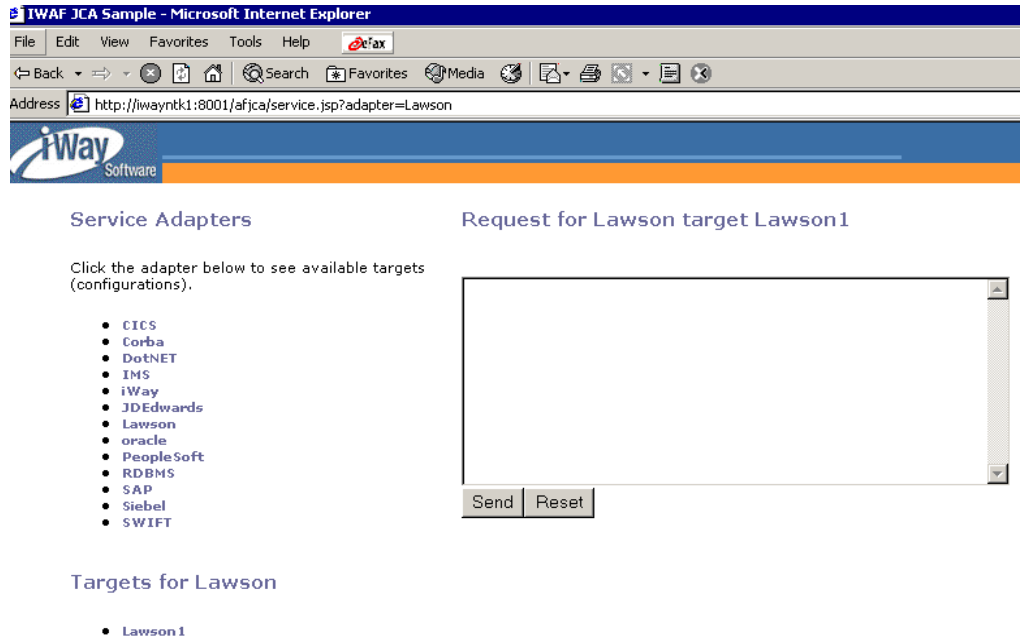 IWAF JCA Sample - Microsoft Internet Explorer
File Edit View Favorites Tools Help eFax
Back Search Favorites Media
Address http://iwayntk1:8001/afjca/service.jsp?adapter=Lawson
iWay
Software
Service Adapters
Click the adapter below to see available targets
(configurations).
CICS
Corba
DotNET
IMS
iWay
JDEdwards
Lawson
oracle
PeopleSoft
RDBMS
SAP
Siebel
SWIFT
Targets for Lawson
Lawson1
Request for Lawson target Lawson1
Send Reset